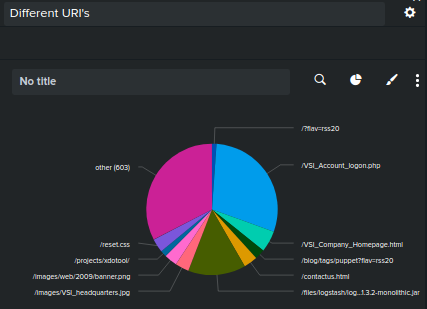 Different URI's
No title
/?flav=rss20
/VSI_Account_logon.php
other (603)
/reset.css
/VSI_Company_Homepage.html
/projects/xdotool/
/blog/tags/puppet?flav=rss20
/images/web/2009/banner.png
/contactus.html
/images/VSI_headquarters.jpg
/files/logstash/log...1.3.2-monolithic.jar